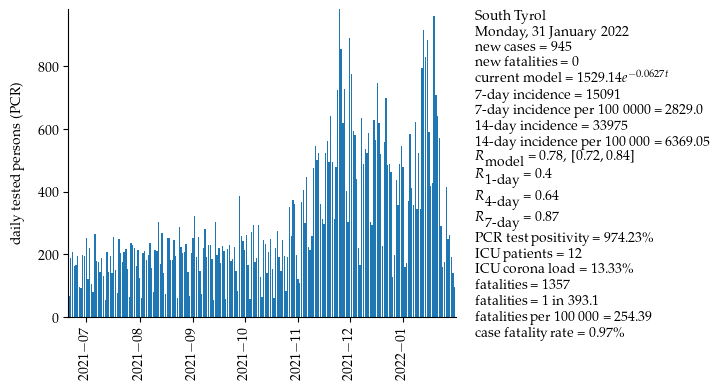 South Tyrol
Monday, 31 January 2022
new cases = 945
new fatalities = 0
current model = 1529.14e^{−0.0627t}
7-day incidence = 15091
7-day incidence per 100 0000 = 2829.0
14-day incidence = 33975
14-day incidence per 100 000 = 6369.05
R_model = 0.78, [0.72, 0.84]
R_1-day = 0.4
R_4-day = 0.64
R_7-day = 0.87
PCR test positivity = 974.23%
ICU patients = 12
ICU corona load = 13.33%
fatalities = 1357
fatalities = 1 in 393.1
fatalities per 100 000 = 254.39
case fatality rate = 0.97%
daily tested persons (PCR)
800
600
400
200
0
2021−07
2021−08
2021−09
2021−10
2021−11
2021−12
2022−01